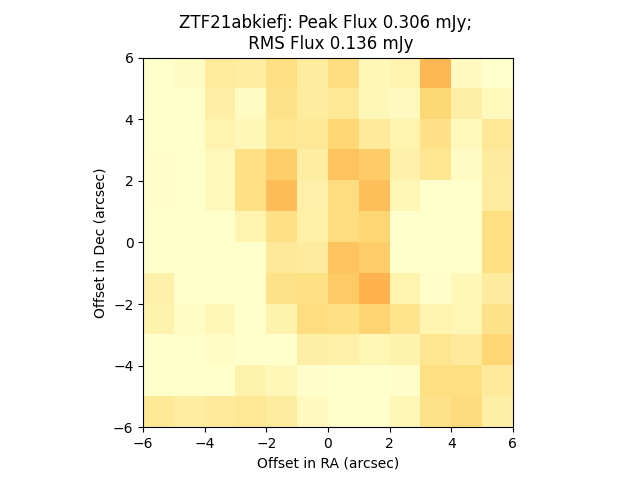 ZTF21abkiefj: Peak Flux 0.306 mJy;
RMS Flux 0.136 mJy
6
4
2
0
−2
−4
−6
Offset in Dec (arcsec)
−6 −4 −2 0 2 4 6
Offset in RA (arcsec)